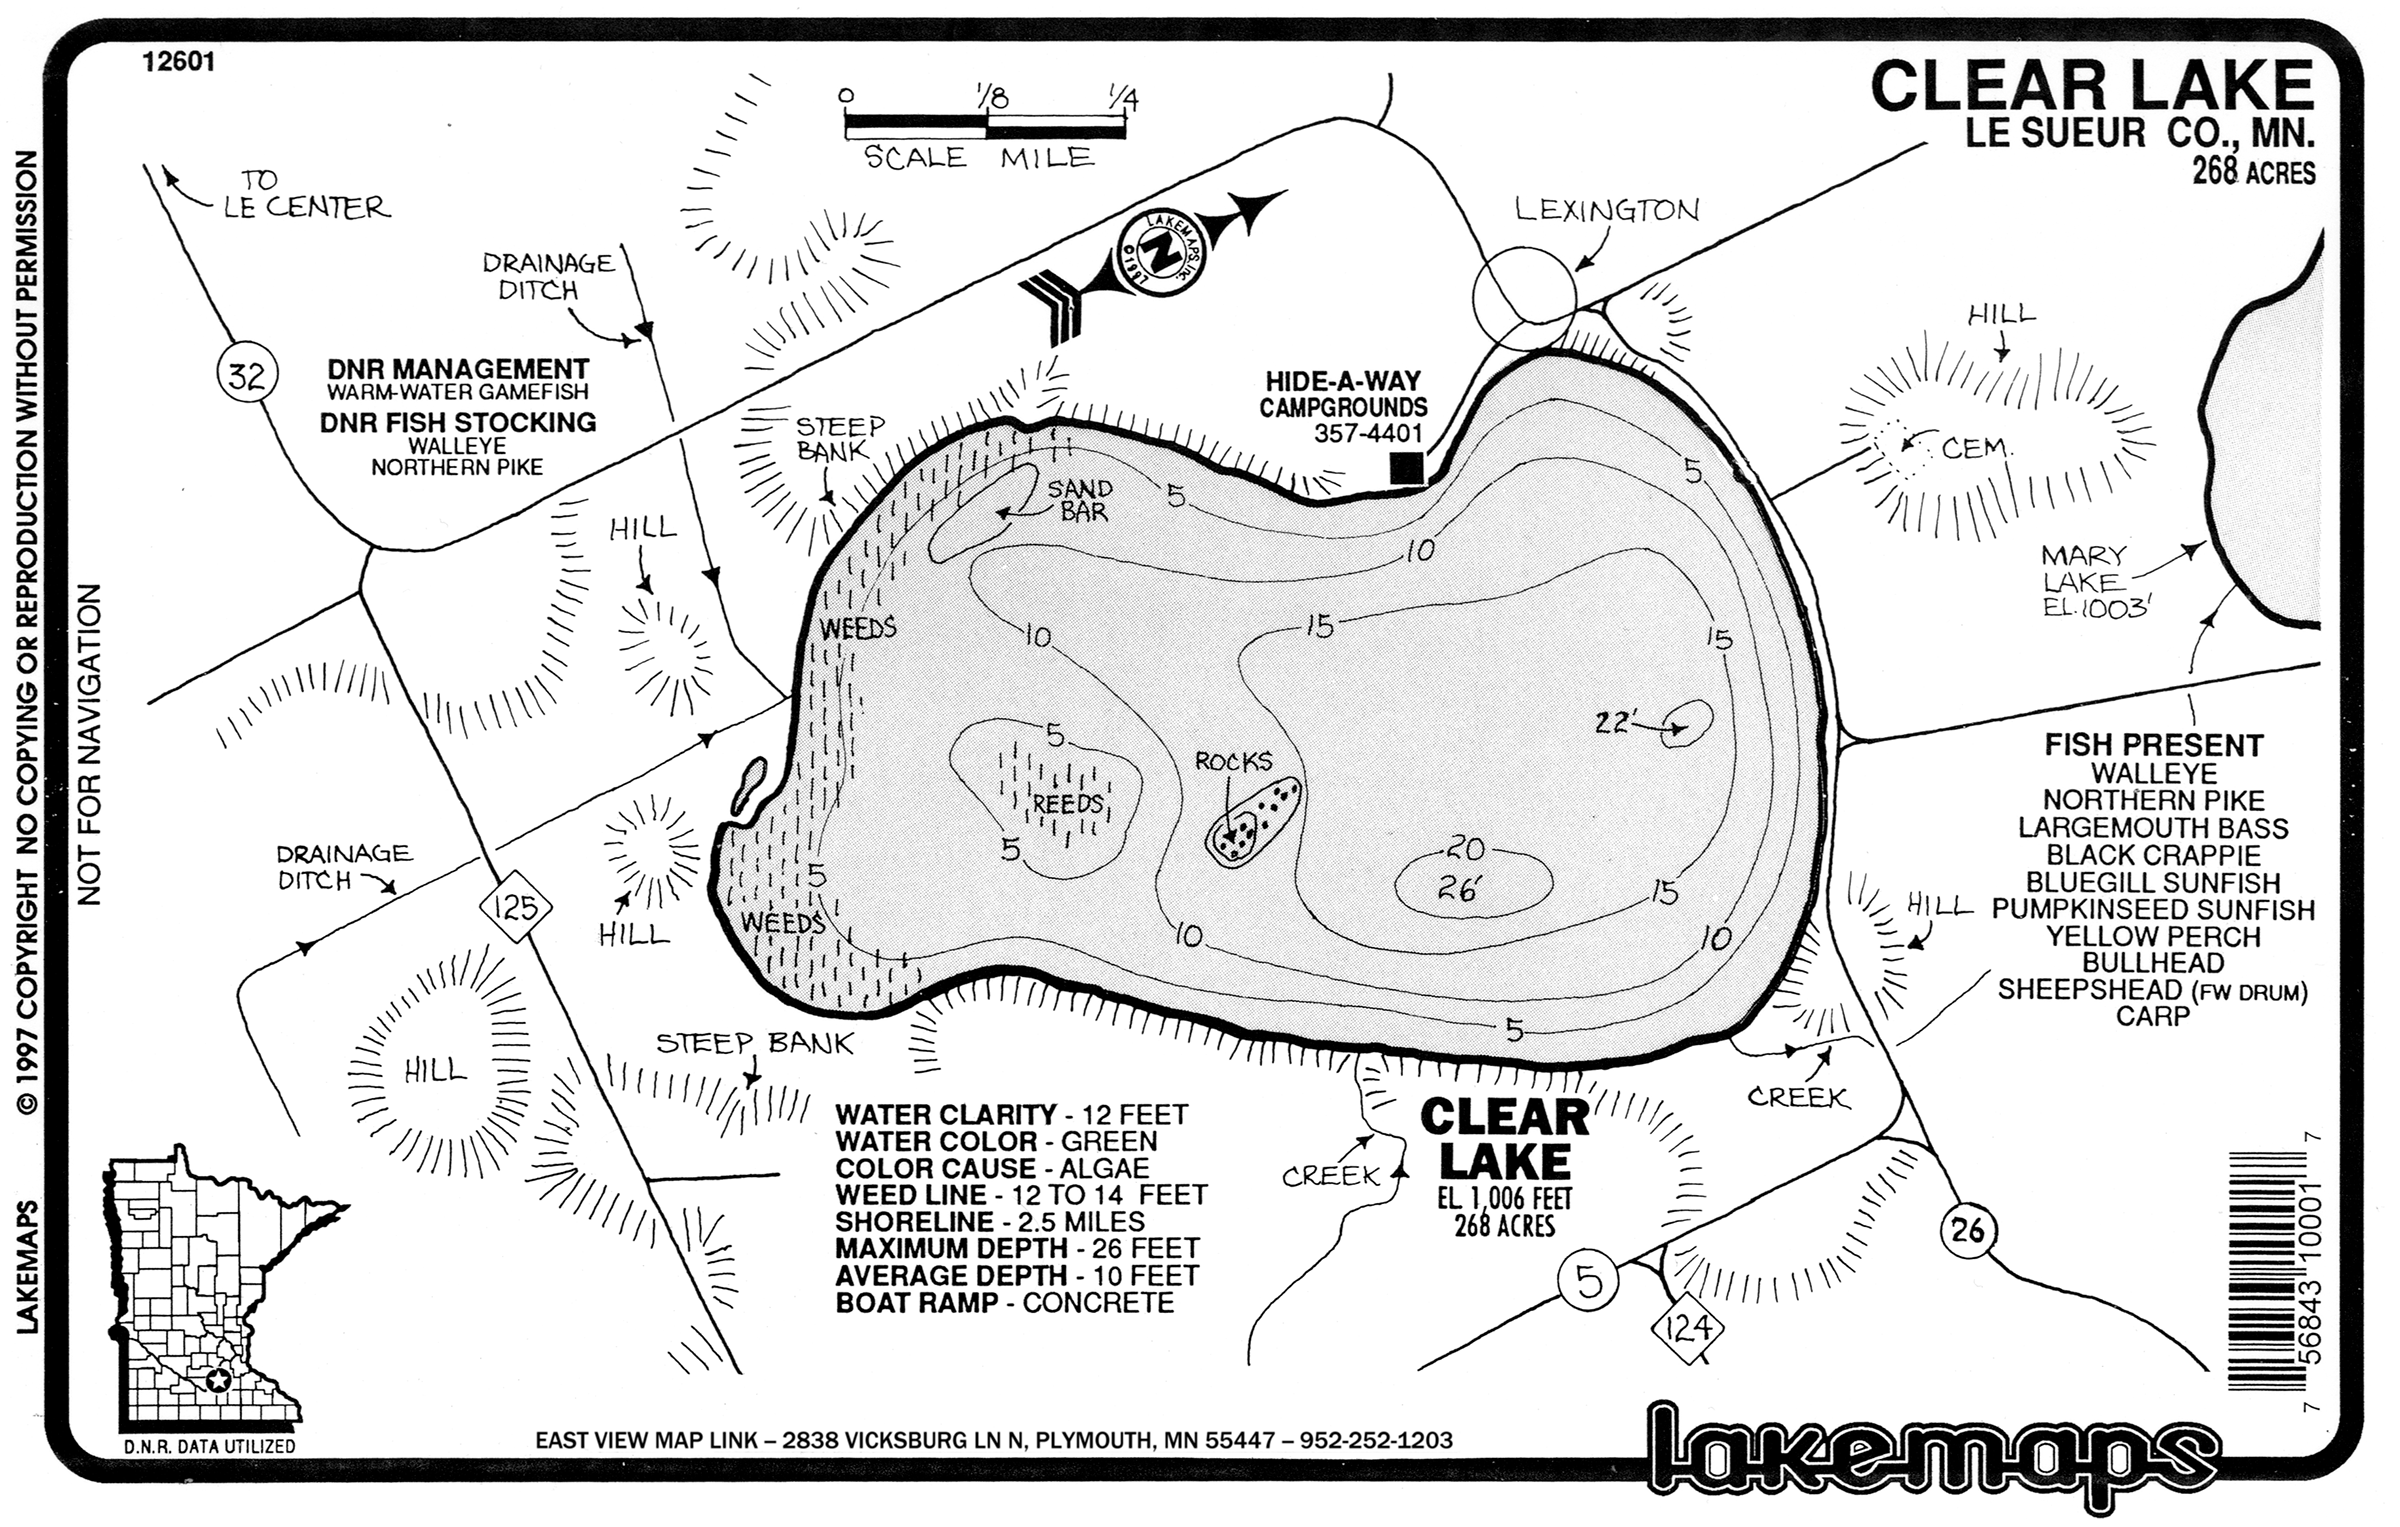 12601
CLEAR LAKE
LE SUEUR CO., MN.
268 ACRES
0 1/8 1/4
SCALE MILE
TO
LE CENTER
LEXINGTON
LAKEMAPS, Inc.
©1997
N
DRAINAGE
DITCH
32
DNR MANAGEMENT
WARM-WATER GAMEFISH
DNR FISH STOCKING
WALLEYE
NORTHERN PIKE
HILL
HIDE-A-WAY
CAMPGROUNDS
357-4401
STEEP
BANK
CEM.
SAND
BAR
5
5
10
HILL
MARY
LAKE
EL. 1003'
WEEDS
10
15
15
22'
5
REEDS
5
ROCKS
20
26'
15
10
10
5
5
WEEDS
DRAINAGE
DITCH
125
HILL
HILL
HILL
FISH PRESENT
WALLEYE
NORTHERN PIKE
LARGEMOUTH BASS
BLACK CRAPPIE
BLUEGILL SUNFISH
PUMPKINSEED SUNFISH
YELLOW PERCH
BULLHEAD
SHEEPSHEAD (FW DRUM)
CARP
STEEP BANK
CREEK
CREEK
WATER CLARITY - 12 FEET
WATER COLOR - GREEN
COLOR CAUSE - ALGAE
WEED LINE - 12 TO 14 FEET
SHORELINE - 2.5 MILES
MAXIMUM DEPTH - 26 FEET
AVERAGE DEPTH - 10 FEET
BOAT RAMP - CONCRETE
CLEAR
LAKE
EL 1,006 FEET
268 ACRES
5
124
26
7 56843 10001 7
D.N.R. DATA UTILIZED
EAST VIEW MAP LINK – 2838 VICKSBURG LN N, PLYMOUTH, MN 55447 – 952-252-1203
lakemaps
LAKEMAPS © 1997 COPYRIGHT NO COPYING OR REPRODUCTION WITHOUT PERMISSION
NOT FOR NAVIGATION